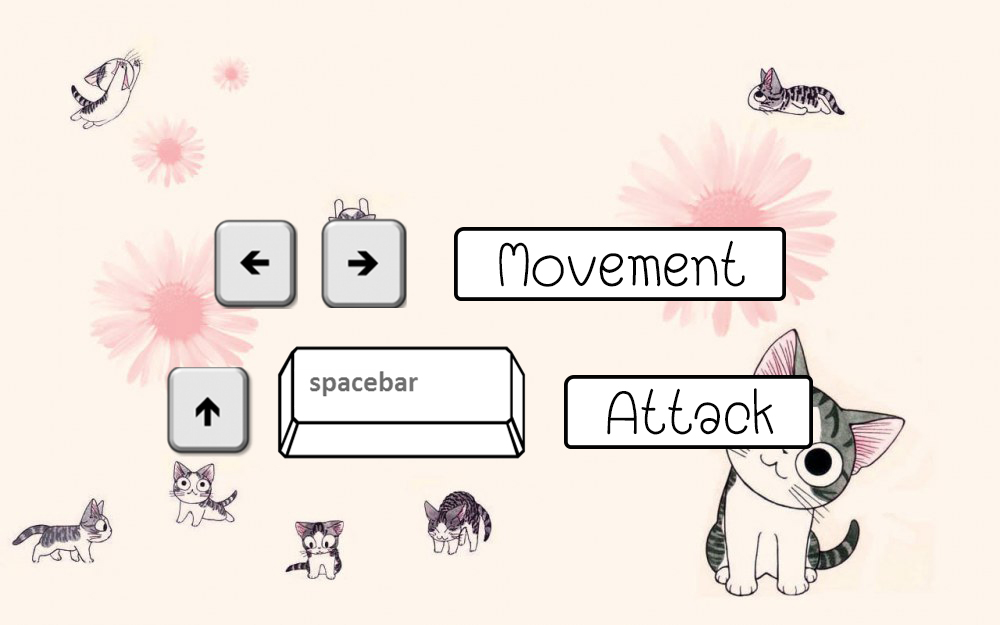 ← → Movement
↑ spacebar Attack